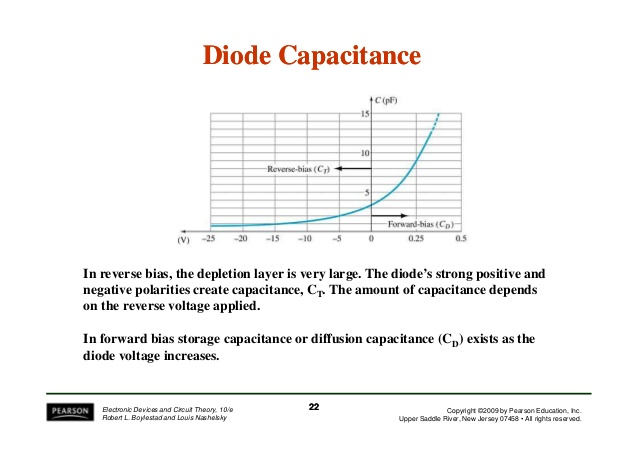 Diode Capacitance
C (pF)
15
10
Reverse-bias (CT)
5
Forward-bias (CD)
(V) -25 -20 -15 -10 -5 0 0.25 0.5
In reverse bias, the depletion layer is very large. The diode's strong positive and
negative polarities create capacitance, CT. The amount of capacitance depends
on the reverse voltage applied.
In forward bias storage capacitance or diffusion capacitance (CD) exists as the
diode voltage increases.
PEARSON
Electronic Devices and Circuit Theory, 10/e
Robert L. Boylestad and Louis Nashelsky
22
Copyright ©2009 by Pearson Education, Inc.
Upper Saddle River, New Jersey 07458 • All rights reserved.